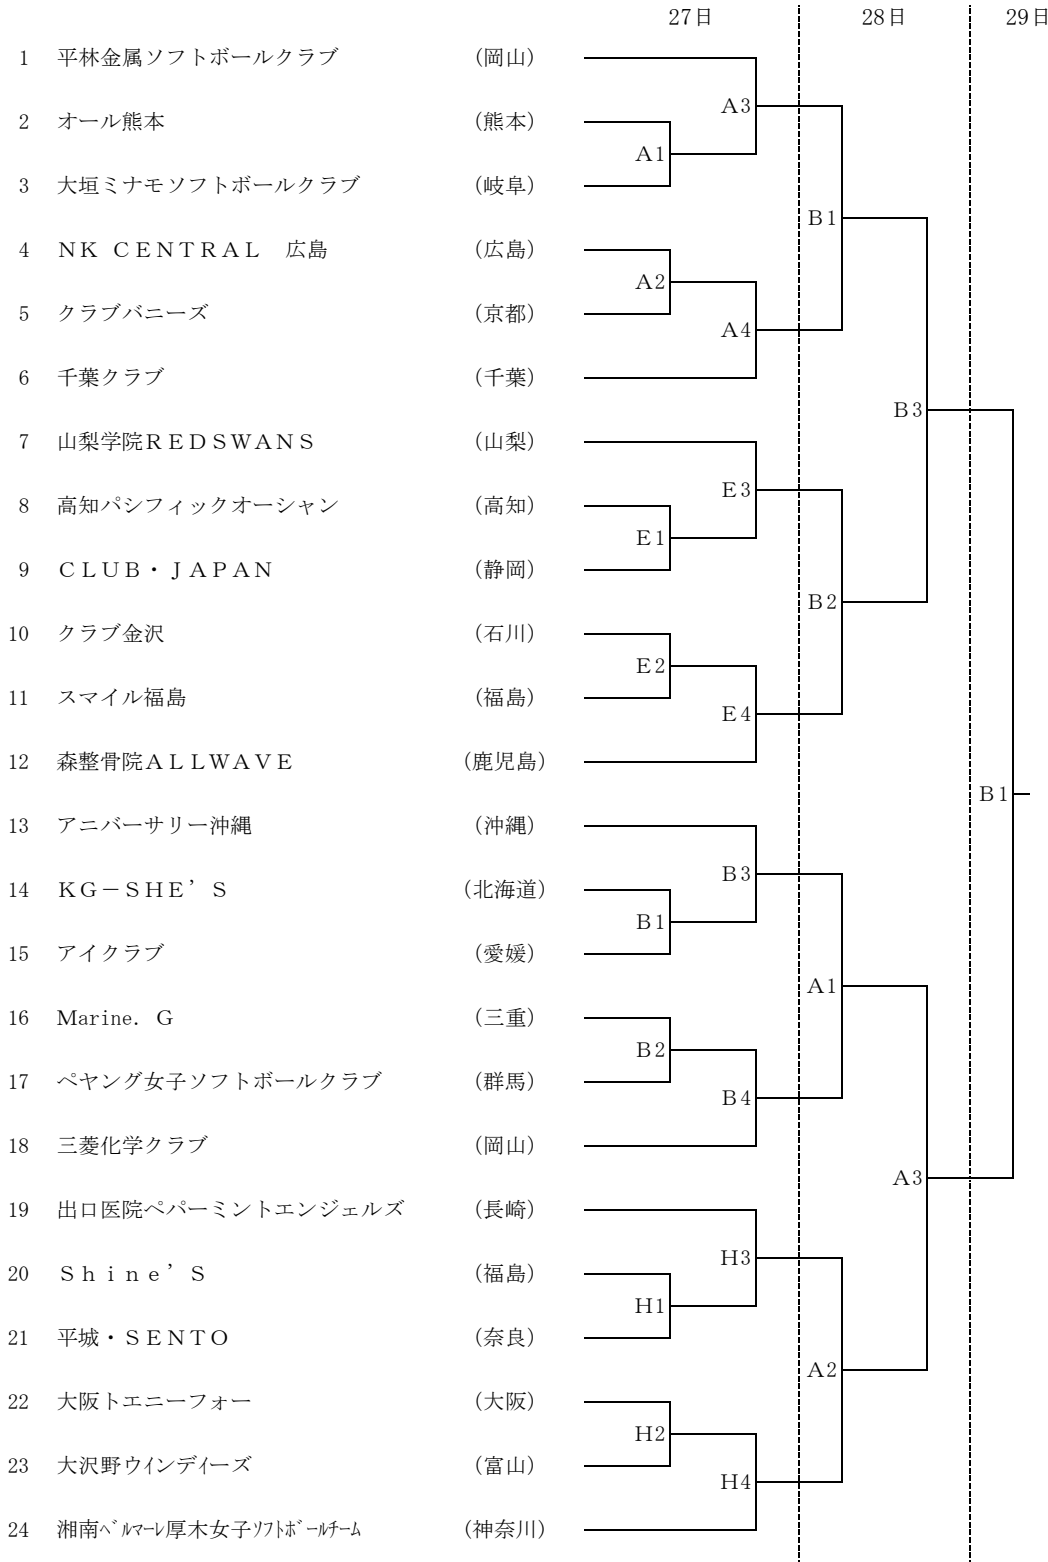 27日 28日 29日
1 平林金属ソフトボールクラブ (岡山)
A3
2 オール熊本 (熊本)
A1
3 大垣ミナモソフトボールクラブ (岐阜)
B1
4 NK CENTRAL 広島 (広島)
A2
5 クラブバニーズ (京都)
A4
6 千葉クラブ (千葉)
B3
7 山梨学院REDSWANS (山梨)
E3
8 高知パシフィックオーシャン (高知)
E1
9 CLUB・JAPAN (静岡)
B2
10 クラブ金沢 (石川)
E2
11 スマイル福島 (福島)
E4
12 森整骨院ALLWAVE (鹿児島)
B1
13 アニバーサリー沖縄 (沖縄)
B3
14 KG－SHE’S (北海道)
B1
15 アイクラブ (愛媛)
A1
16 Marine．G (三重)
B2
17 ペヤング女子ソフトボールクラブ (群馬)
B4
18 三菱化学クラブ (岡山)
A3
19 出口医院ペパーミントエンジェルズ (長崎)
H3
20 Shine’S (福島)
H1
21 平城・SENTO (奈良)
A2
22 大阪トエニーフォー (大阪)
H2
23 大沢野ウィンディーズ (富山)
H4
24 湘南ﾍﾞﾙﾏｰﾚ厚木女子ｿﾌﾄﾎﾞｰﾙﾁｰﾑ (神奈川)